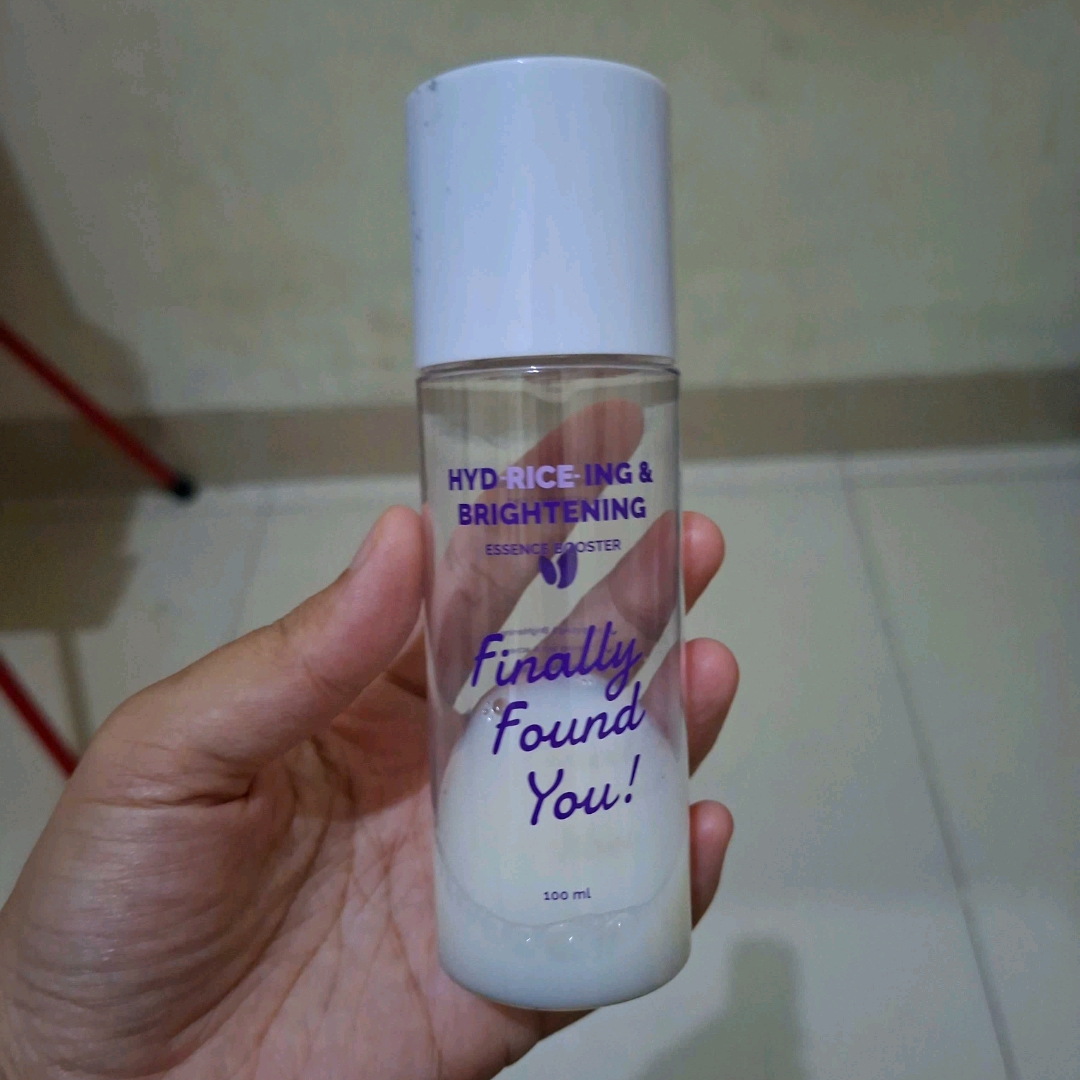 HYD-RICE-ING &
BRIGHTENING
ESSENCE BOOSTER
Finally
Found
You!
100 ml